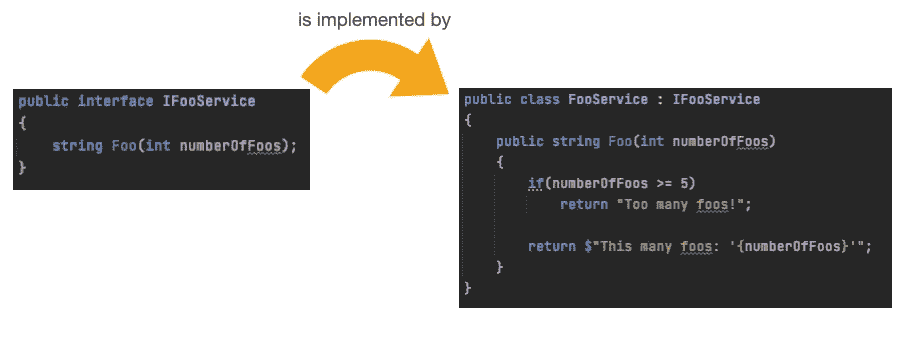 is implemented by
public interface IFooService
{
    string Foo(int numberOfFoos);
}
public class FooService : IFooService
{
    public string Foo(int numberOfFoos)
    {
        if(numberOfFoos >= 5)
            return "Too many foos!";
        return $"This many foos: '{numberOfFoos}'";
    }
}